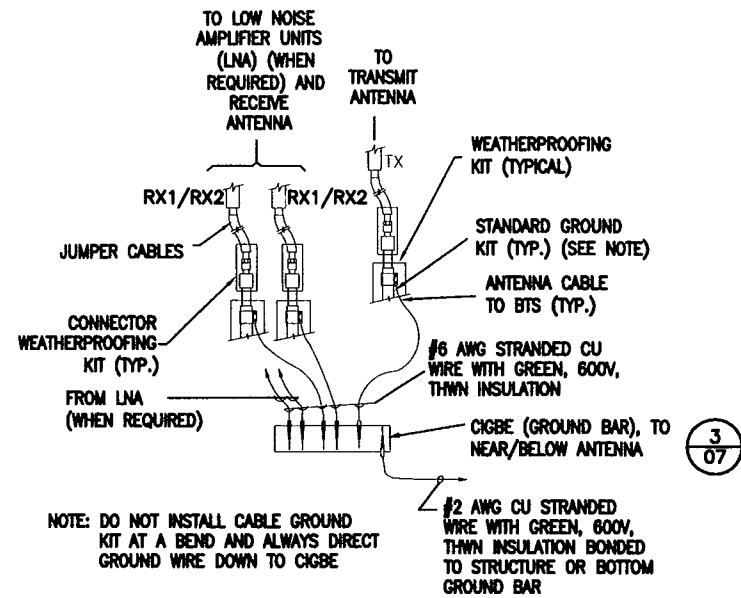 TO LOW NOISE
AMPLIFIER UNITS
(LNA) (WHEN
REQUIRED) AND
RECEIVE
ANTENNA
TO
TRANSMIT
ANTENNA
TX
WEATHERPROOFING
KIT (TYPICAL)
RX1/RX2
RX1/RX2
STANDARD GROUND
KIT (TYP.) (SEE NOTE)
JUMPER CABLES
ANTENNA CABLE
TO BTS (TYP.)
CONNECTOR
WEATHERPROOFING
KIT (TYP.)
#6 AWG STRANDED CU
WIRE WITH GREEN, 600V,
THWN INSULATION
FROM LNA
(WHEN REQUIRED)
CIGBE (GROUND BAR), TO
NEAR/BELOW ANTENNA
3
07
NOTE: DO NOT INSTALL CABLE GROUND
KIT AT A BEND AND ALWAYS DIRECT
GROUND WIRE DOWN TO CIGBE
#2 AWG CU STRANDED
WIRE WITH GREEN, 600V,
THWN INSULATION BONDED
TO STRUCTURE OR BOTTOM
GROUND BAR